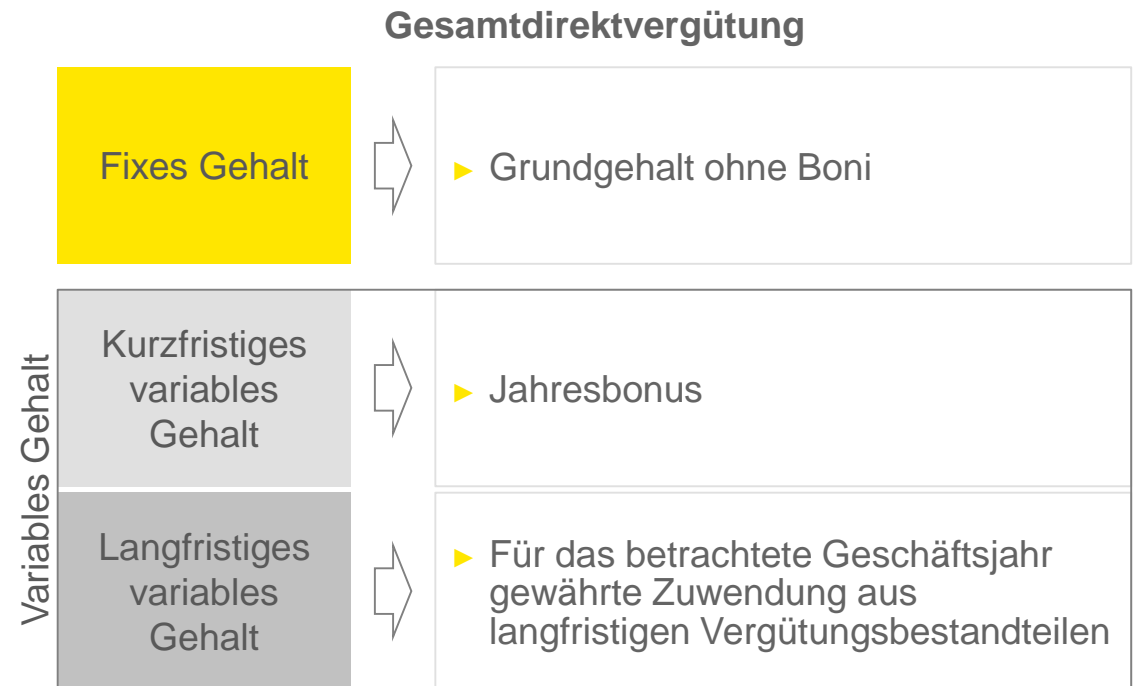 Gesamtdirektvergütung
Fixes Gehalt
► Grundgehalt ohne Boni
Variables Gehalt
Kurzfristiges
variables
Gehalt
► Jahresbonus
Langfristiges
variables
Gehalt
► Für das betrachtete Geschäftsjahr
gewährte Zuwendung aus
langfristigen Vergütungsbestandteilen